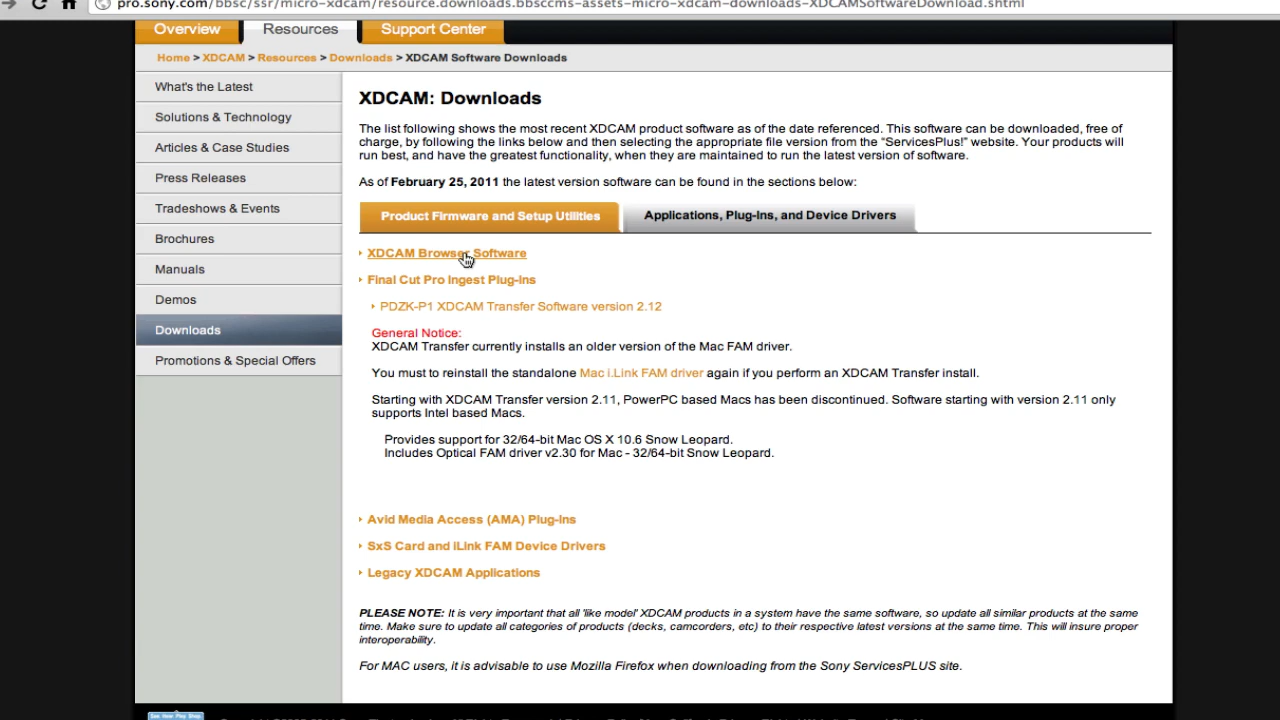 pro.sony.com/bbsc/ssr/micro-xdcam/resource.downloads.bbsccms-assets-micro-xdcam-downloads-XDCAMSoftwareDownload.shtml
Overview Resources Support Center
Home > XDCAM > Resources > Downloads > XDCAM Software Downloads
What's the Latest
Solutions & Technology
Articles & Case Studies
Press Releases
Tradeshows & Events
Brochures
Manuals
Demos
Downloads
Promotions & Special Offers
XDCAM: Downloads
The list following shows the most recent XDCAM product software as of the date referenced. This software can be downloaded, free of
charge, by following the links below and then selecting the appropriate file version from the “ServicesPlus!” website. Your products will
run best, and have the greatest functionality, when they are maintained to run the latest version of software.
As of February 25, 2011 the latest version software can be found in the sections below:
Product Firmware and Setup Utilities Applications, Plug-Ins, and Device Drivers
XDCAM Browser Software
Final Cut Pro Ingest Plug-Ins
PDZK-P1 XDCAM Transfer Software version 2.12
General Notice:
XDCAM Transfer currently installs an older version of the Mac FAM driver.
You must to reinstall the standalone Mac i.Link FAM driver again if you perform an XDCAM Transfer install.
Starting with XDCAM Transfer version 2.11, PowerPC based Macs has been discontinued. Software starting with version 2.11 only
supports Intel based Macs.
Provides support for 32/64-bit Mac OS X 10.6 Snow Leopard.
Includes Optical FAM driver v2.30 for Mac - 32/64-bit Snow Leopard.
Avid Media Access (AMA) Plug-Ins
SxS Card and iLink FAM Device Drivers
Legacy XDCAM Applications
PLEASE NOTE: It is very important that all 'like model' XDCAM products in a system have the same software, so update all similar products at the same
time. Make sure to update all categories of products (decks, camcorders, etc) to their respective latest versions at the same time. This will insure proper
interoperability.
For MAC users, it is advisable to use Mozilla Firefox when downloading from the Sony ServicesPLUS site.